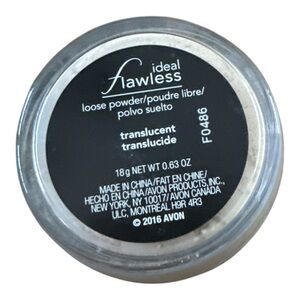 ideal
flawless
loose powder/poudre libre/
polvo suelto
translucent
translucide
F0486
18g NET WT 0.63 OZ
MADE IN CHINA/FAIT EN CHINE/
HECHO EN CHINA/AVON PRODUCTS, INC.,
NEW YORK, NY 10017/AVON CANADA
ULC, MONTRÉAL H9R 4R3
© 2016 AVON